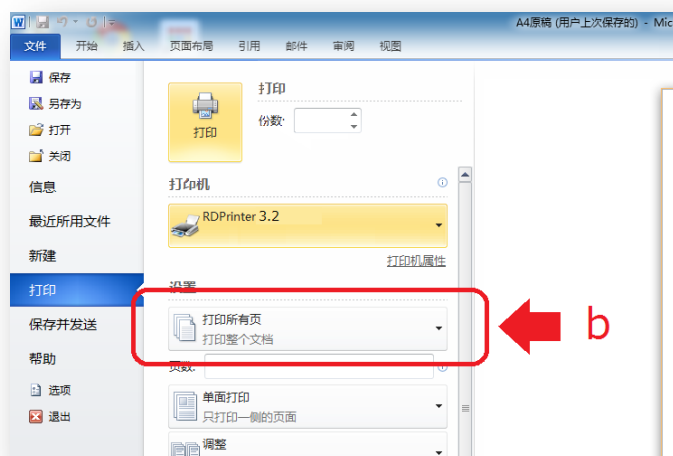 A4原稿 (用户上次保存的) - Mic
文件 开始 插入 页面布局 引用 邮件 审阅 视图
保存
另存为
打开
关闭
信息
最近所用文件
新建
打印
保存并发送
帮助
选项
退出
打印
打印
份数:
打印机
RDPrinter 3.2
打印机属性
设置
打印所有页
打印整个文档
页数:
单面打印
只打印一侧的页面
调整
b